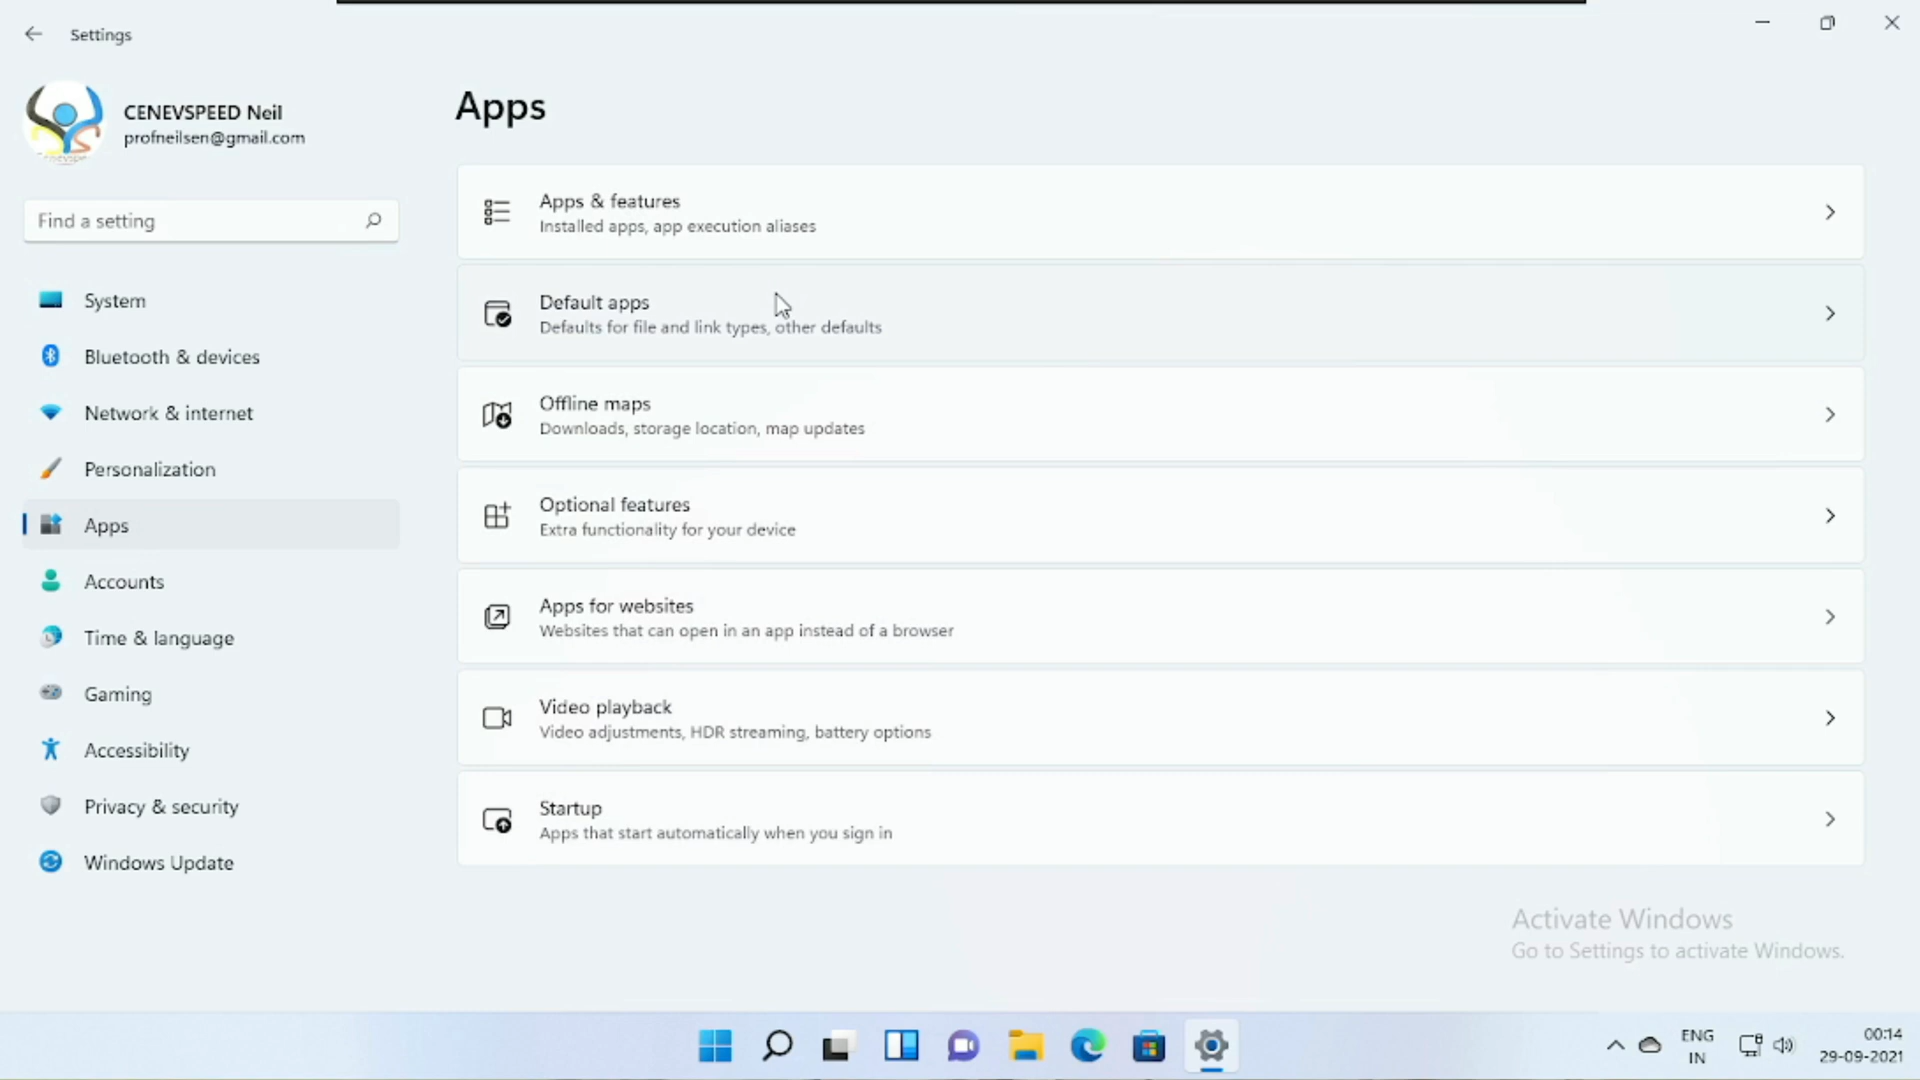 Settings
CENEVSPEED Neil
profneilsen@gmail.com
Find a setting
System
Bluetooth & devices
Network & internet
Personalization
Apps
Accounts
Time & language
Gaming
Accessibility
Privacy & security
Windows Update
Apps
Apps & features
Installed apps, app execution aliases
Default apps
Defaults for file and link types, other defaults
Offline maps
Downloads, storage location, map updates
Optional features
Extra functionality for your device
Apps for websites
Websites that can open in an app instead of a browser
Video playback
Video adjustments, HDR streaming, battery options
Startup
Apps that start automatically when you sign in
Activate Windows
Go to Settings to activate Windows.
ENG
IN
00:14
29-09-2021